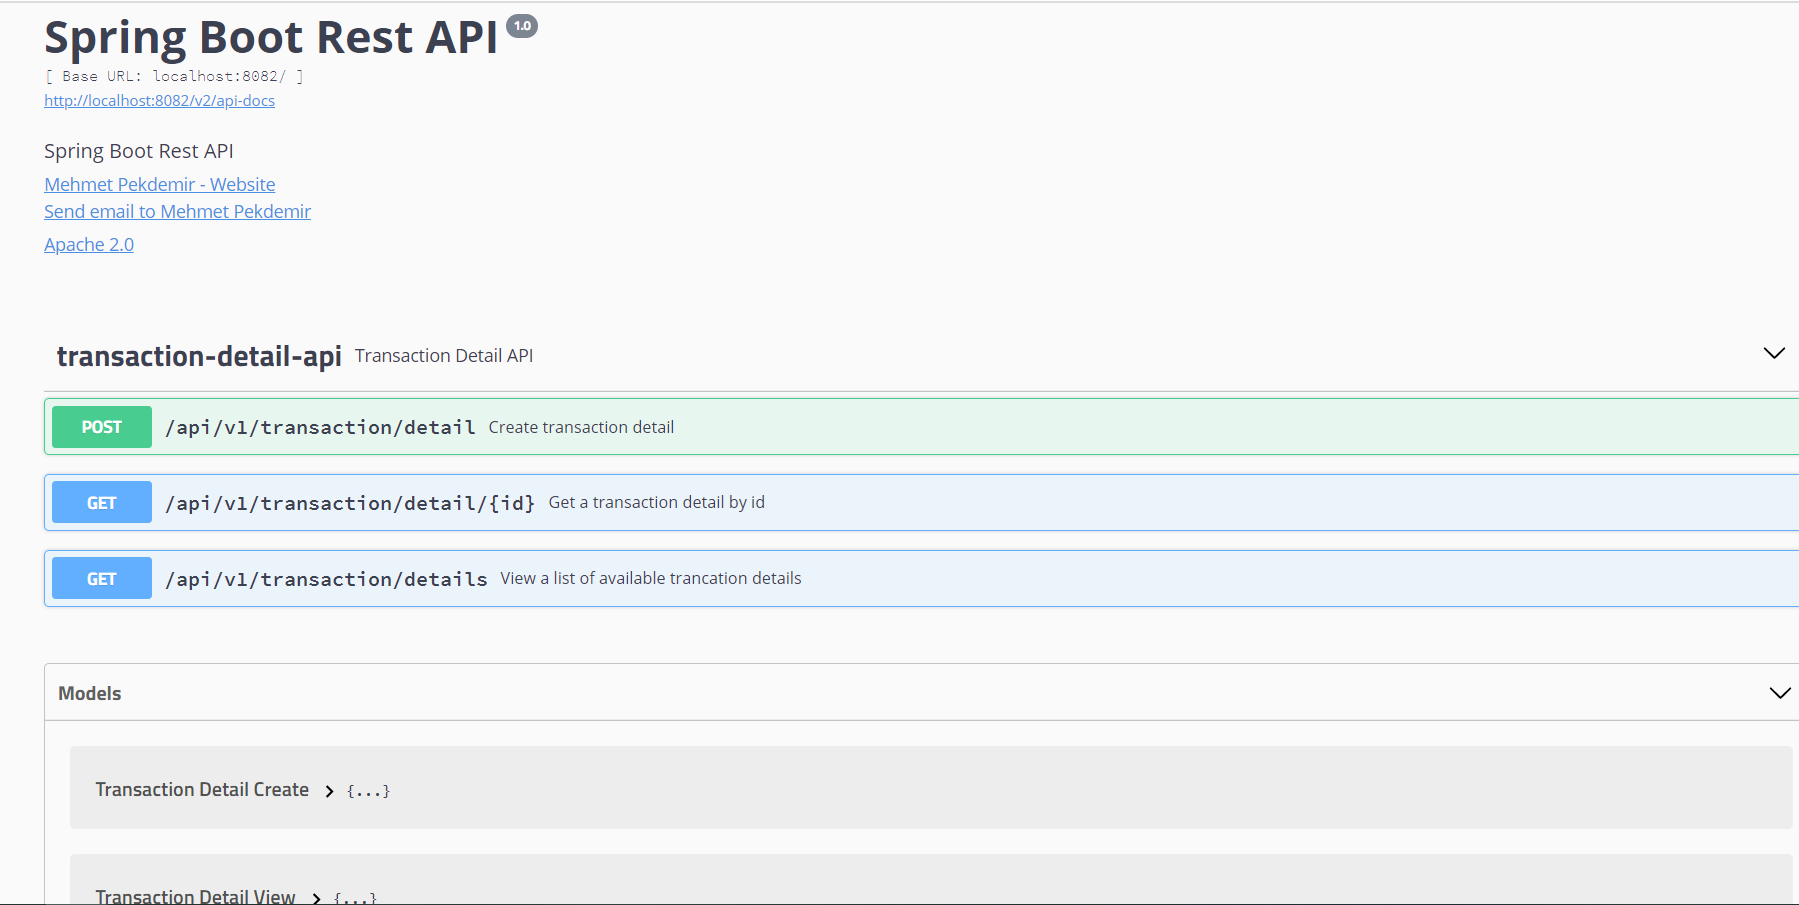 Spring Boot Rest API 1.0
[ Base URL: localhost:8082/ ]
http://localhost:8082/v2/api-docs
Spring Boot Rest API
Mehmet Pekdemir - Website
Send email to Mehmet Pekdemir
Apache 2.0
transaction-detail-api Transaction Detail API
POST /api/v1/transaction/detail Create transaction detail
GET /api/v1/transaction/detail/{id} Get a transaction detail by id
GET /api/v1/transaction/details View a list of available trancation details
Models
Transaction Detail Create > {...}
Transaction Detail View > {...}